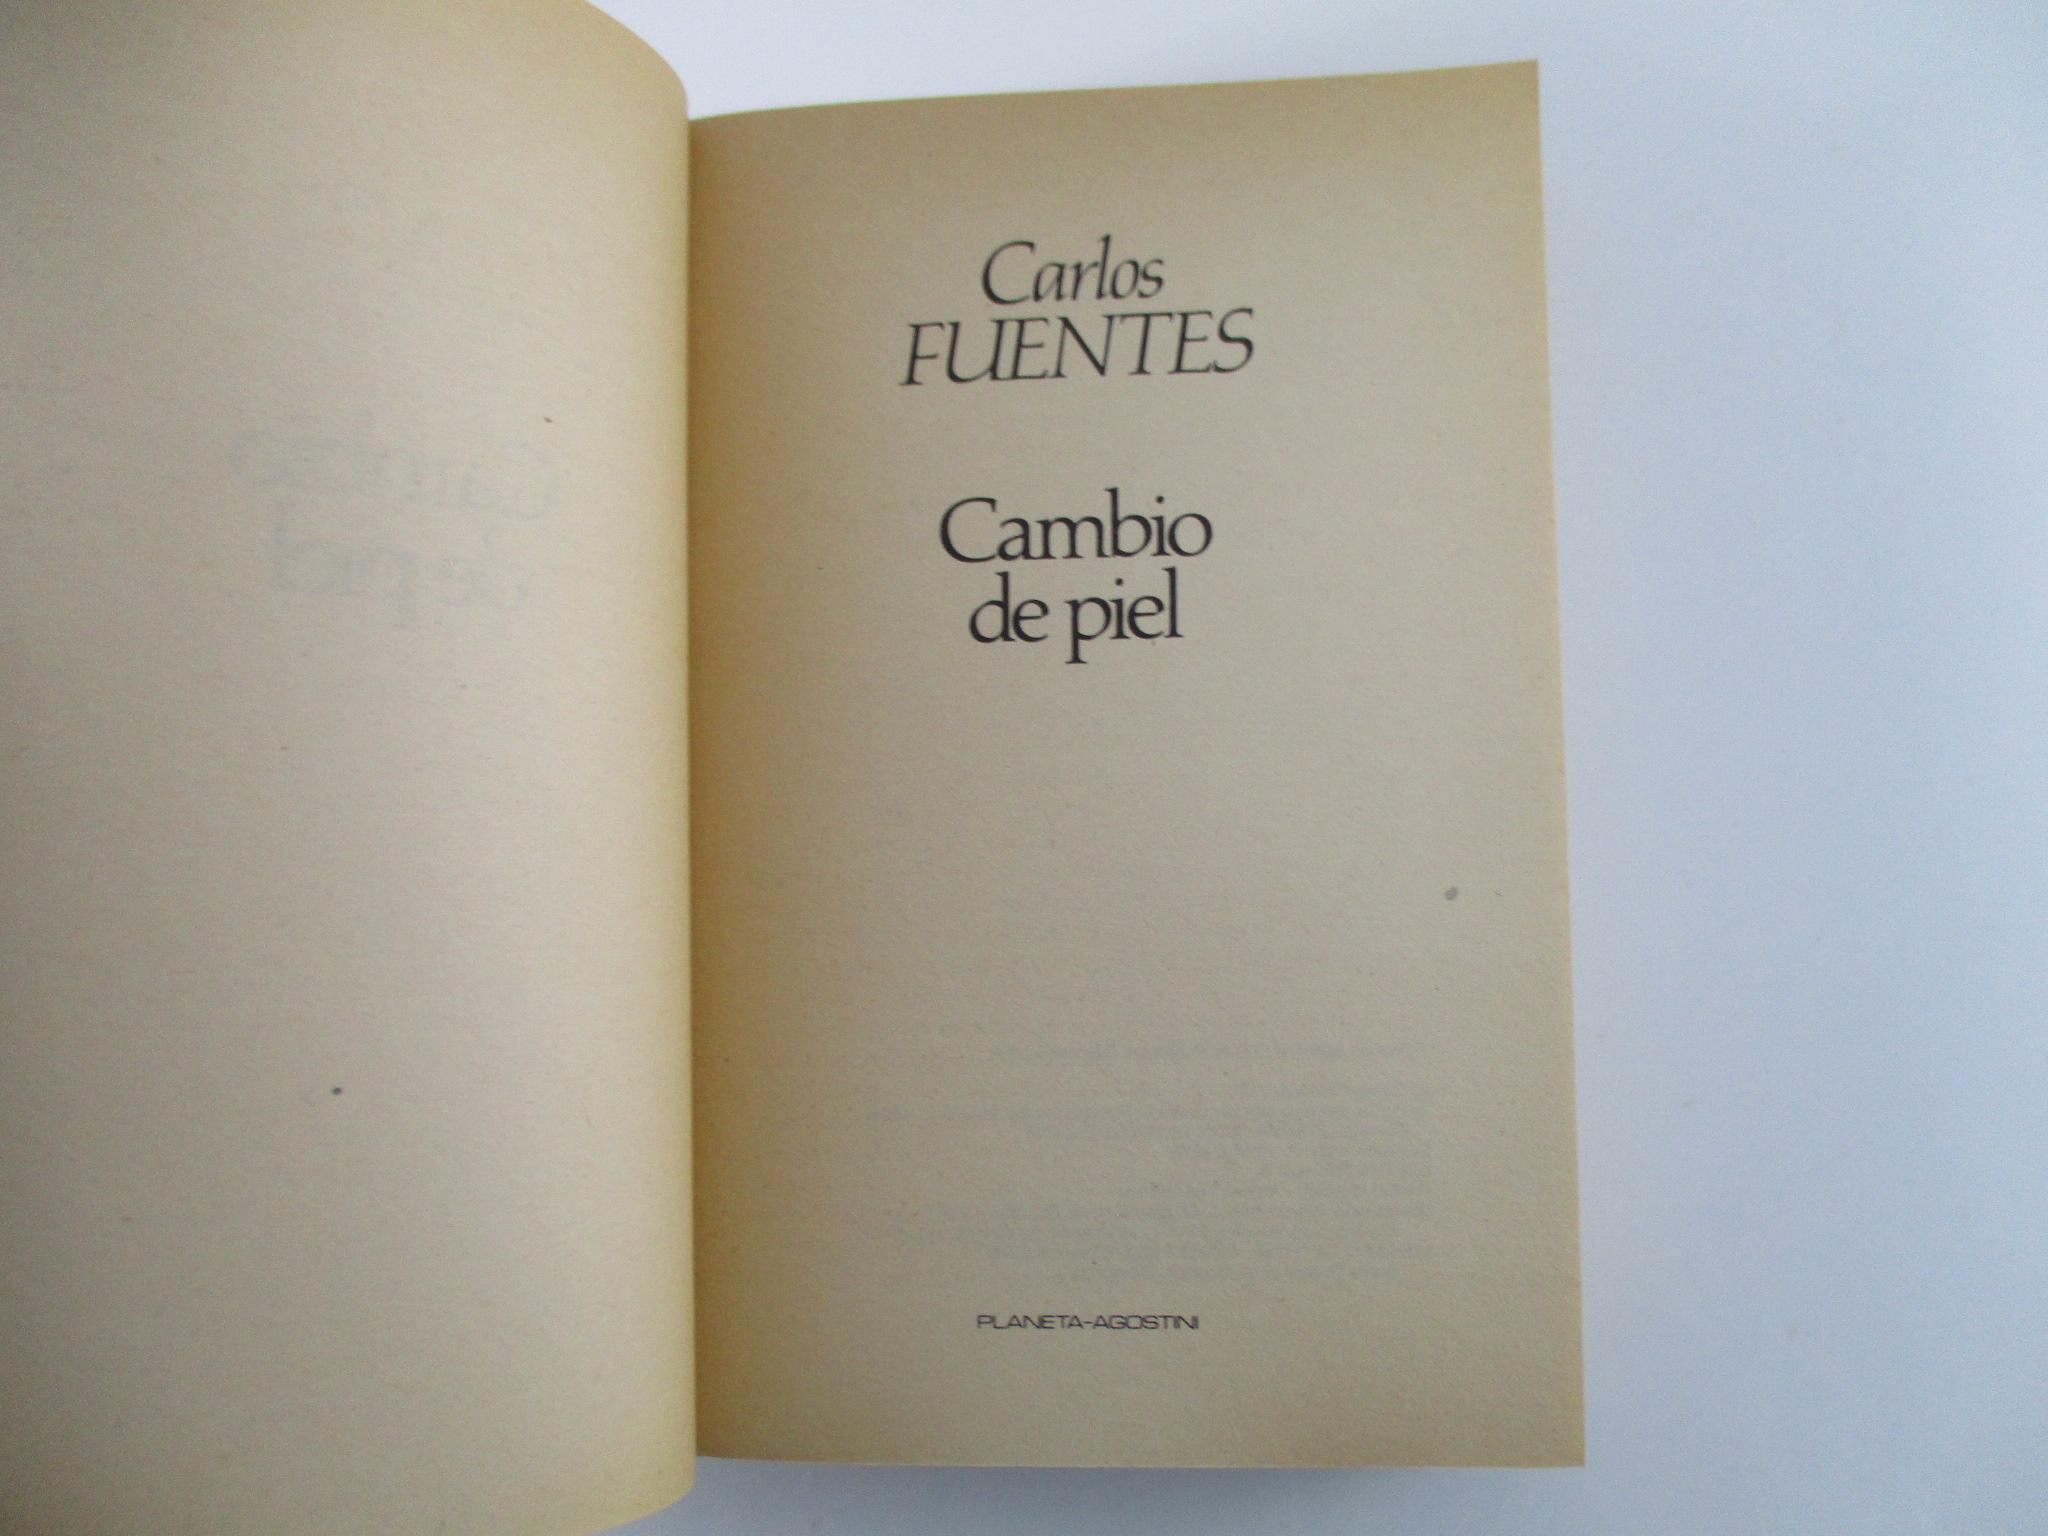 Carlos
FUENTES
Cambio
de piel
PLANETA-AGOSTINI